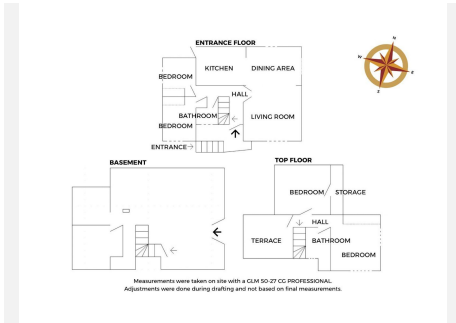 ENTRANCE FLOOR
KITCHEN
DINING AREA
BEDROOM
HALL
BATHROOM
LIVING ROOM
BEDROOM
ENTRANCE
N
W
E
S
BASEMENT
TOP FLOOR
BEDROOM
STORAGE
HALL
TERRACE
BATHROOM
BEDROOM
Measurements were taken on site with a GLM 50-27 CG PROFESSIONAL.
Adjustments were done during drafting and not based on final measurements.